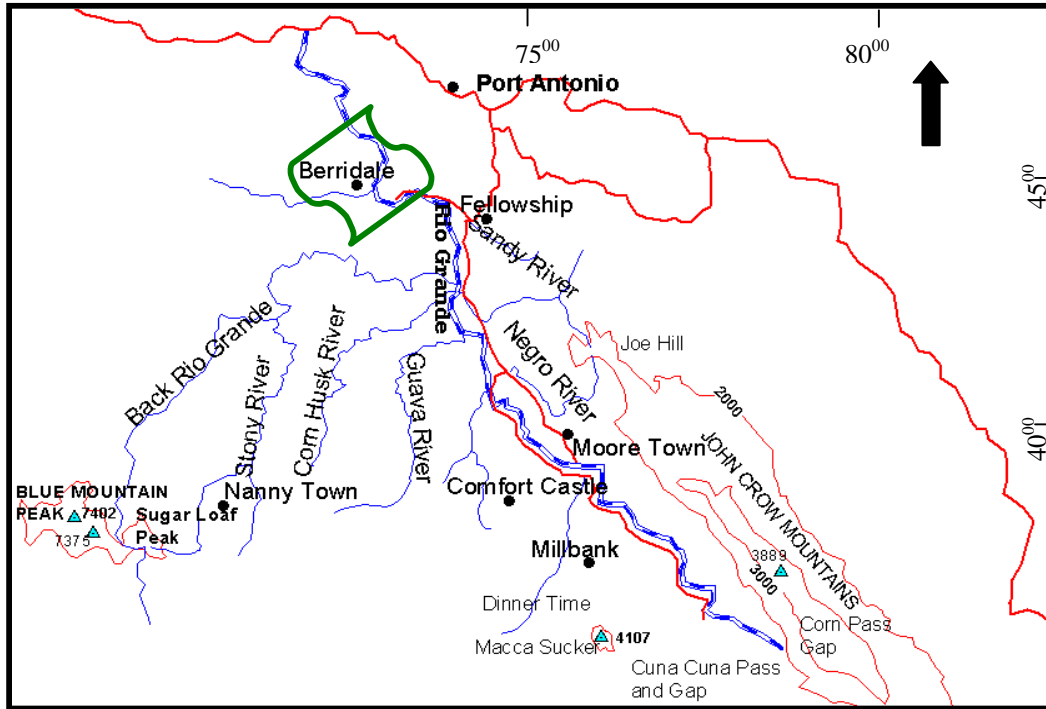 75⁰⁰
80⁰⁰
Port Antonio
Berridale
45⁰⁰
Fellowship
Sandy River
Rio Grande
Back Rio Grande
Stony River
Corn Husk River
Guava River
Negro River
Joe Hill
2000
JOHN CROW MOUNTAINS
40⁰⁰
Moore Town
Comfort Castle
Nanny Town
BLUE MOUNTAIN
PEAK
7402
7375
Sugar Loaf
Peak
Millbank
3889
3000
Dinner Time
Macca Sucker
4107
Corn Pass
Gap
Cuna Cuna Pass
and Gap